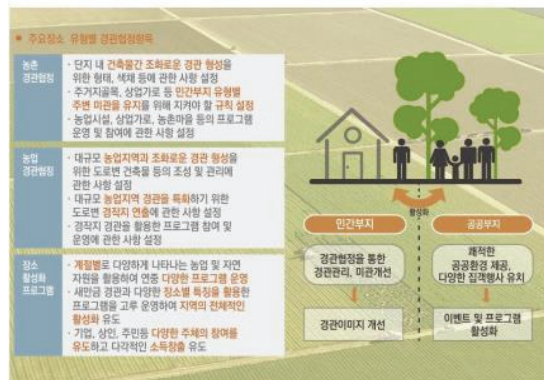 ■ 주요장소 유형별 경관협정항목
농촌
경관협정
· 단지 내 건축물간 조화로운 경관 형성을
위한 형태, 색채 등에 관한 사항 설정
· 주거지골목, 상업가로 등 민간부지 유형별
주변 미관을 유지를 위해 지켜야 할 규칙 설정
· 농업시설, 상업가로, 농촌마을 등의 프로그램
운영 및 참여에 관한 사항 설정
농업
경관협정
· 대규모 농업지역과 조화로운 경관 형성을
위한 도로변 건축물 등의 조성 및 관리에
관한 사항 설정
· 대규모 농업지역 경관을 특화하기 위한
도로변 경작지 연출에 관한 사항 설정
· 경작지 경관을 활용한 프로그램 참여 및
운영에 관한 사항 설정
장소
활성화
프로그램
· 계절별로 다양하게 나타나는 농업 및 자연
자원을 활용하여 연중 다양한 프로그램 운영
· 새만금 경관과 다양한 장소별 특징을 활용한
프로그램을 고루 운영하여 지역의 전체적인
활성화 유도
· 기업, 상인, 주민등 다양한 주체의 참여를
유도하고 다각적인 소득창출 유도
활성화
민간부지
공공부지
경관협정을 통한
경관관리, 미관개선
쾌적한
공공환경 제공,
다양한 집객행사 유치
경관이미지 개선
이벤트 및 프로그램
활성화